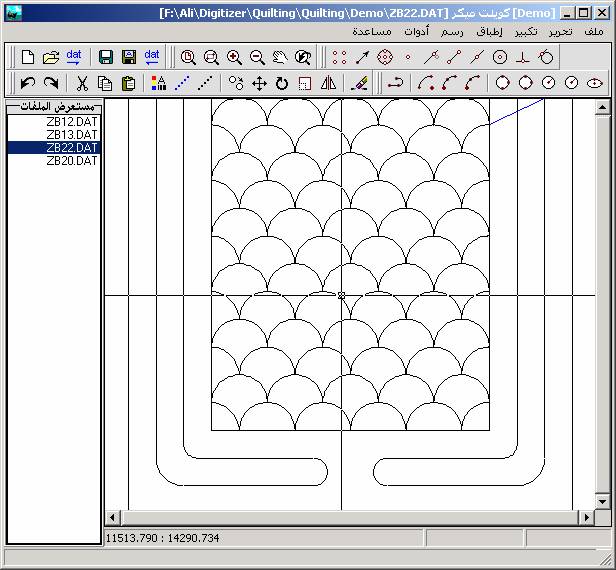 [F:\Ali\Digitizer\Quilting\Quilting\Demo\ZB22.DAT] كويلت ميكر [Demo]
ملف تحرير تكبير إطباق رسم أدوات مساعدة
dat dat
مستعرض الملفات
ZB12.DAT
ZB13.DAT
ZB22.DAT
ZB20.DAT
11513.790 : 14290.734